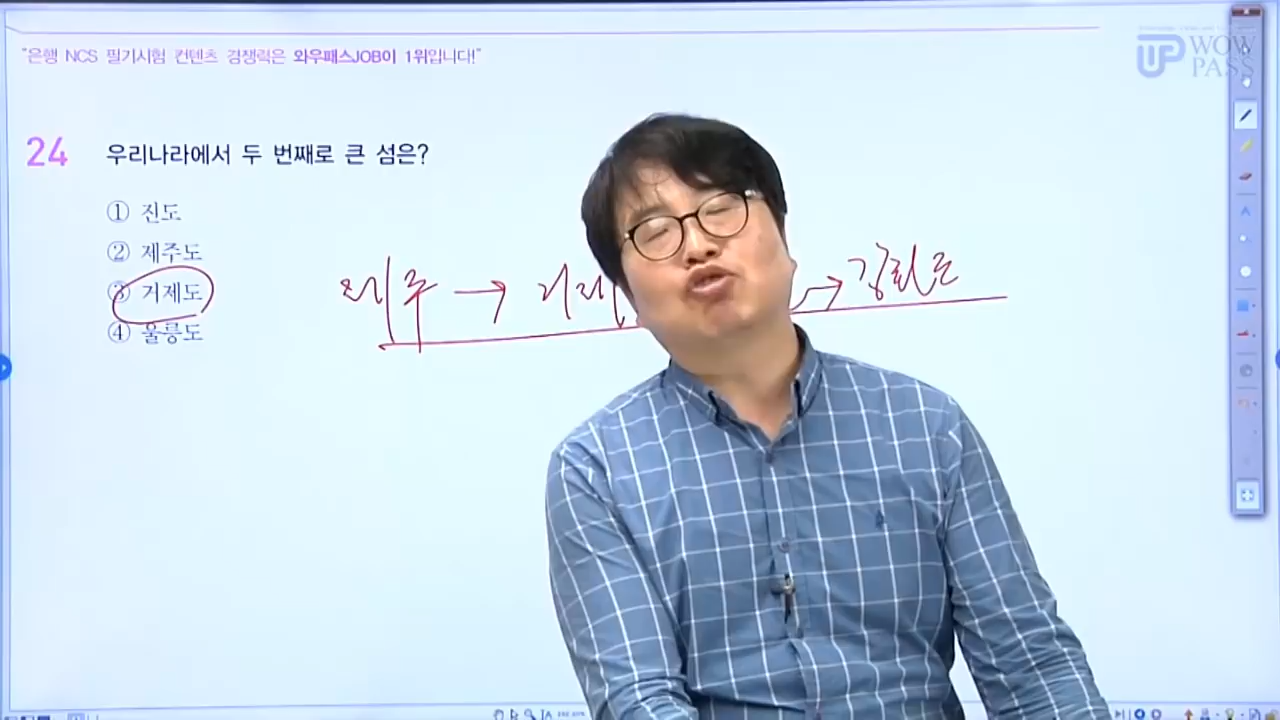 "은행 NCS 필기시험 컨텐츠 경쟁력은 와우패스JOB이 1위입니다!"
UP WOW PASS
24 우리나라에서 두 번째로 큰 섬은?
① 진도
② 제주도
③ 거제도
④ 울릉도
제주 → 거제 → 강화도